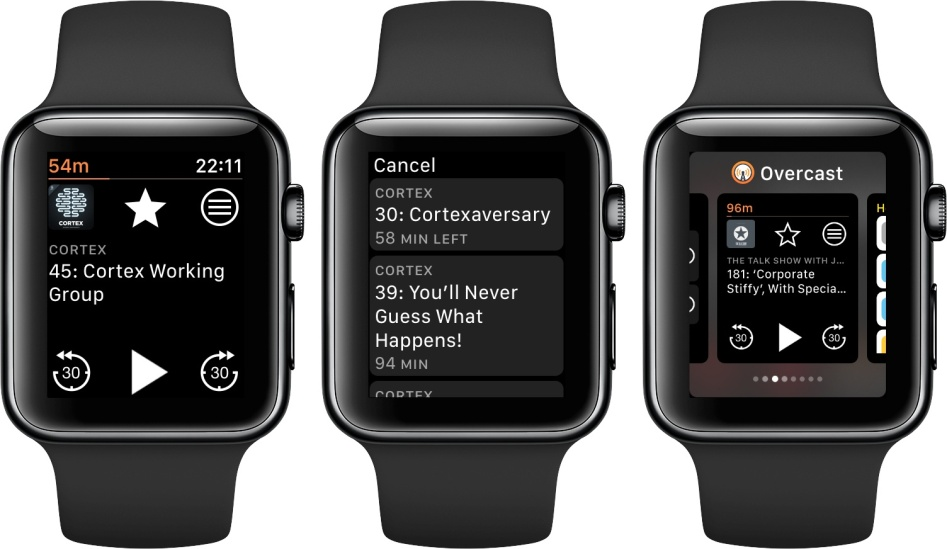 54m
22:11
CORTEX
CORTEX
45: Cortex Working
Group
30
30
Cancel
CORTEX
30: Cortexaversary
58 MIN LEFT
CORTEX
39: You’ll Never
Guess What
Happens!
94 MIN
CORTEX
Overcast
96m
H
THE TALK SHOW WITH J...
181: ‘Corporate
Stiffy’, With Specia...
30
30